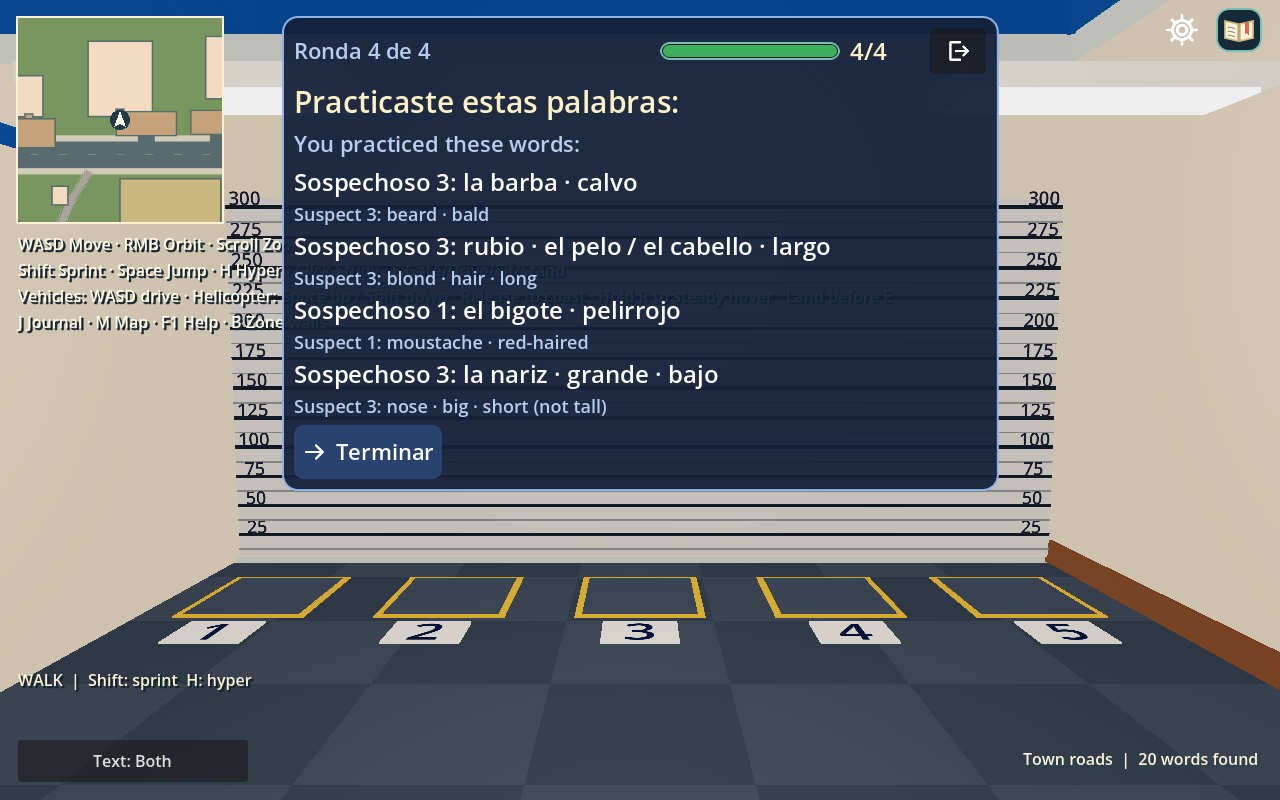 Ronda 4 de 4
4/4
Practicaste estas palabras:
You practiced these words:
Sospechoso 3: la barba · calvo
Suspect 3: beard · bald
Sospechoso 3: rubio · el pelo / el cabello · largo
Suspect 3: blond · hair · long
Sospechoso 1: el bigote · pelirrojo
Suspect 1: moustache · red-haired
Sospechoso 3: la nariz · grande · bajo
Suspect 3: nose · big · short (not tall)
→ Terminar
WASD Move · RMB Orbit · Scroll
Shift Sprint · Space Jump · H Hyper
Vehicles: WASD drive · Helicopter:
J Journal · M Map · F1 Help · B Zone
300 300
275 275
250 250
225 225
200 200
175 175
150 150
125 125
100 100
75 75
50 50
25 25
1 2 3 4 5
WALK | Shift: sprint H: hyper
Text: Both
Town roads | 20 words found